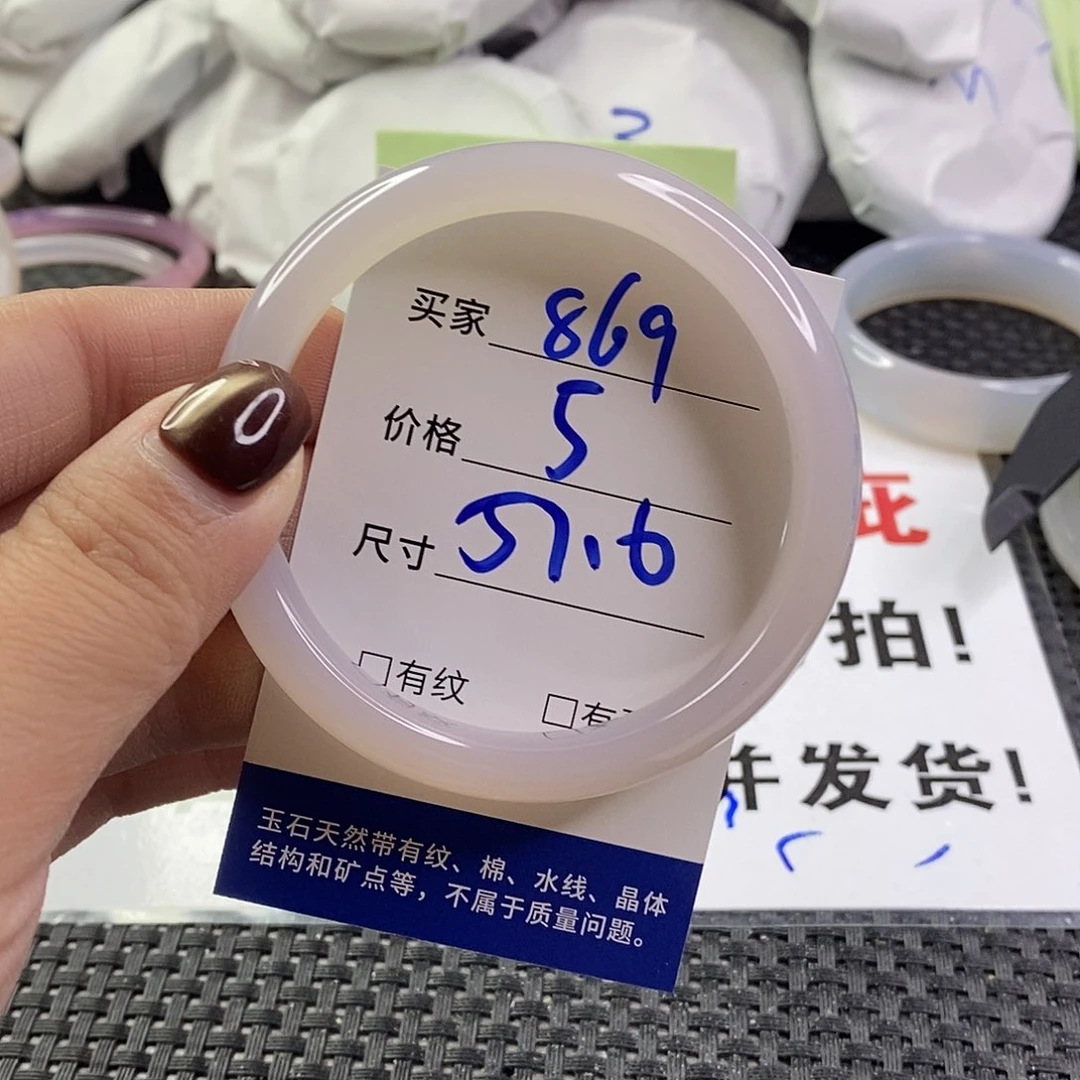 买家 869
价格 5
尺寸 57.6
□有纹 □有
玉石天然带有纹、棉、水线、晶体
结构和矿点等，不属于质量问题。
死
拍！
并发货！